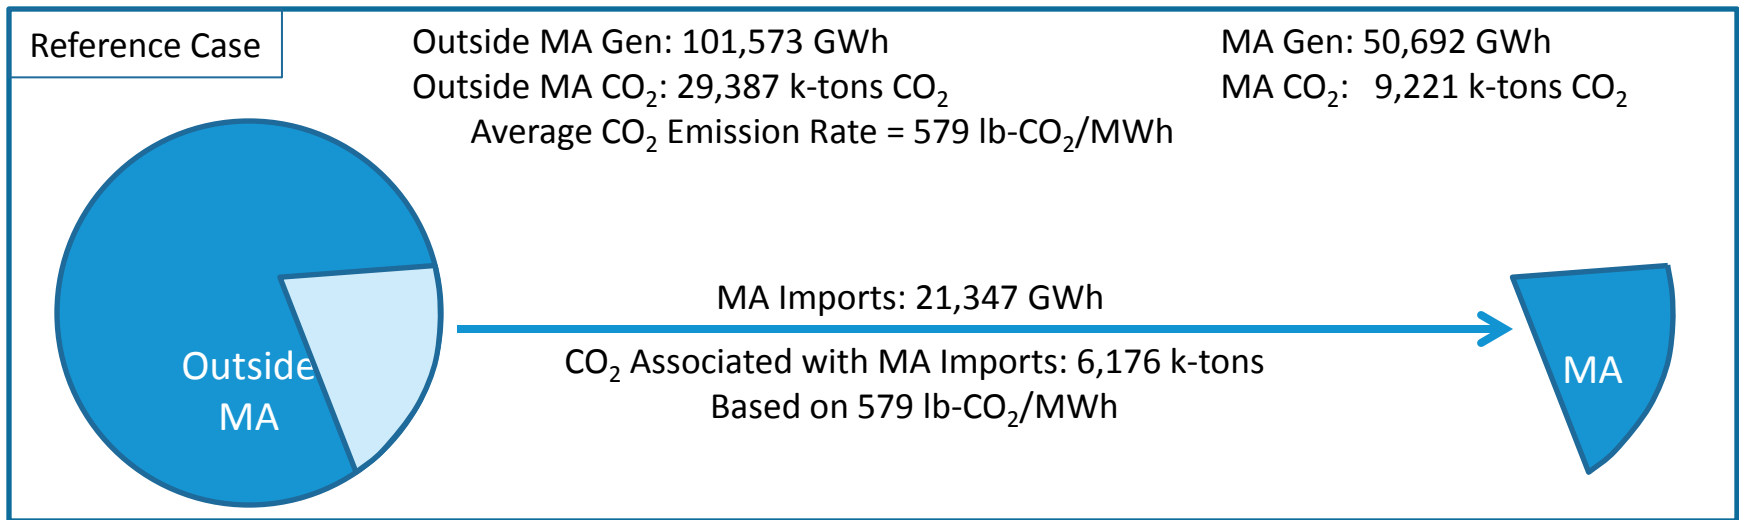 Reference Case
Outside MA Gen: 101,573 GWh
Outside MA CO₂: 29,387 k-tons CO₂
Average CO₂ Emission Rate = 579 lb-CO₂/MWh
MA Gen: 50,692 GWh
MA CO₂: 9,221 k-tons CO₂
Outside
MA
MA Imports: 21,347 GWh
CO₂ Associated with MA Imports: 6,176 k-tons
Based on 579 lb-CO₂/MWh
MA